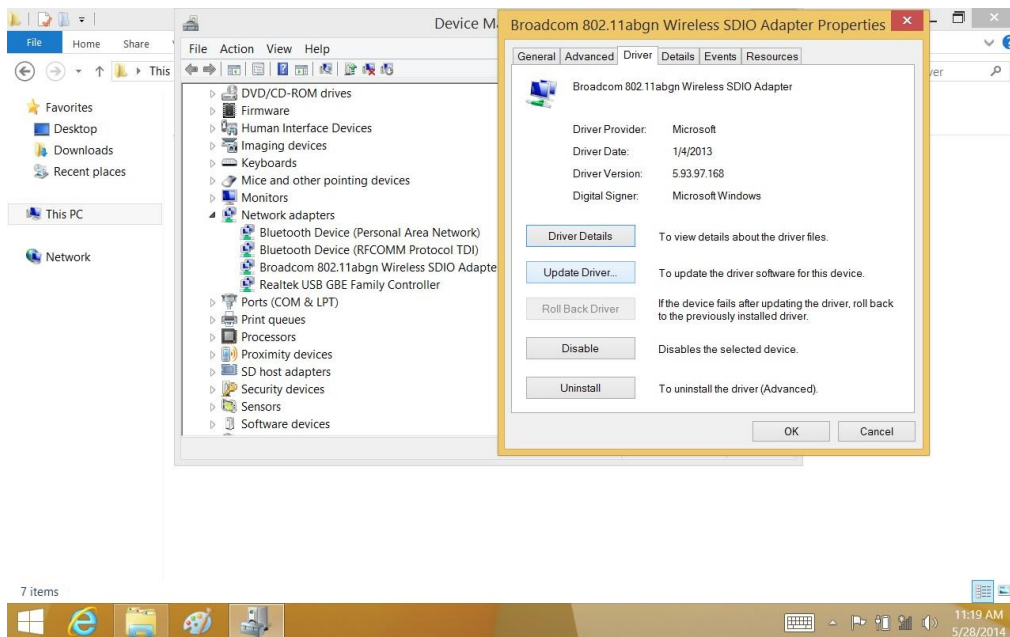 Device M
Broadcom 802.11abgn Wireless SDIO Adapter Properties
File
Home
Share
File Action View Help
General Advanced Driver Details Events Resources
This
Favorites
Desktop
Downloads
Recent places
This PC
Network
DVD/CD-ROM drives
Firmware
Human Interface Devices
Imaging devices
Keyboards
Mice and other pointing devices
Monitors
Network adapters
Bluetooth Device (Personal Area Network)
Bluetooth Device (RFCOMM Protocol TDI)
Broadcom 802.11abgn Wireless SDIO Adapte
Realtek USB GBE Family Controller
Ports (COM & LPT)
Print queues
Processors
Proximity devices
SD host adapters
Security devices
Sensors
Software devices
Broadcom 802.11abgn Wireless SDIO Adapter
Driver Provider: Microsoft
Driver Date: 1/4/2013
Driver Version: 5.93.97.168
Digital Signer: Microsoft Windows
Driver Details To view details about the driver files.
Update Driver... To update the driver software for this device.
Roll Back Driver If the device fails after updating the driver, roll back
to the previously installed driver.
Disable Disables the selected device.
Uninstall To uninstall the driver (Advanced).
OK Cancel
ver
7 items
11:19 AM
5/28/2014